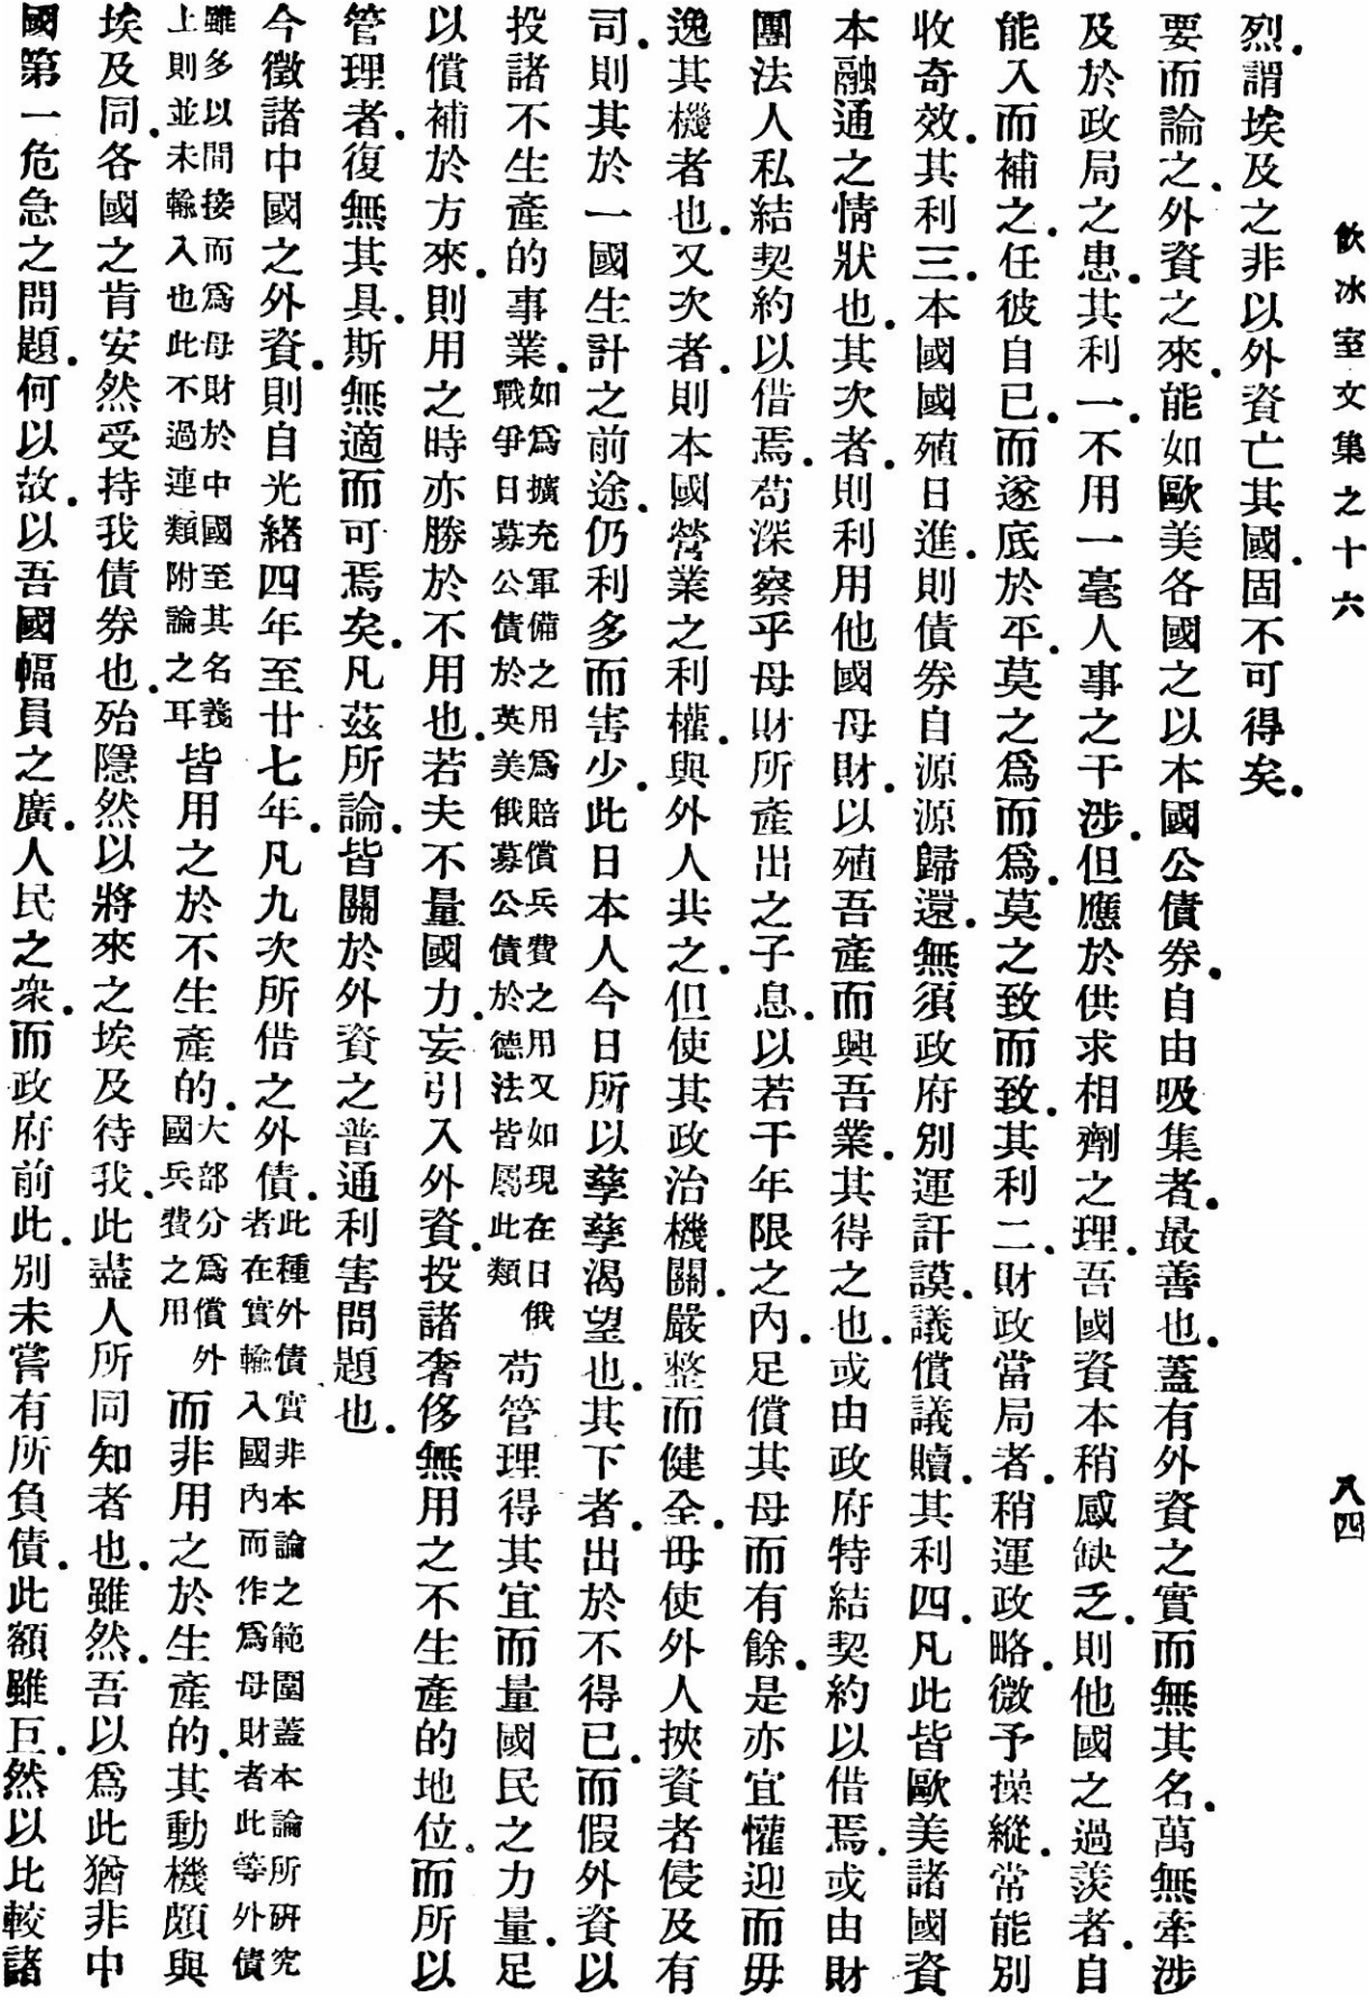 飲冰室文集之十六
八四
烈．謂埃及之非以外資亡其國．固不可得矣．
要而論之．外資之來．能如歐美各國之以本國公債券．自由吸集者．最善也．蓋有外資之實而無其名．萬無牽涉
及於政局之患．其利一．不用一毫人事之干涉．但應於供求相劑之理．吾國資本稍感缺乏．則他國之過羨者．自
能入而補之．任彼自已．而遂底於平．莫之爲而爲．莫之致而致．其利二．財政當局者．稍運政略．微予操縱．常能別
收奇效．其利三．本國國殖日進．則債券自源源歸還．無須政府別運訏謨．議償議贖．其利四．凡此皆歐美諸國資
本融通之情狀也．其次者．則利用他國母財．以殖吾產而興吾業．其得之也．或由政府特結契約以借焉．或由財
團法人私結契約以借焉．苟深察乎母財所產出之子息．以若干年限之內．足償其母而有餘．是亦宜懽迎而毋
逸其機者也．又次者．則本國營業之利權．與外人共之．但使其政治機關．嚴整而健全．毋使外人挾資者侵及有
司．則其於一國生計之前途．仍利多而害少．此日本人今日所以孳孳渴望也．其下者．出於不得已．而假外資以
投諸不生產的事業．如爲擴充軍備之用爲賠償兵費之用又如現在日俄戰爭日募公債於英美俄募公債於德法皆屬此類苟管理得其宜而量國民之力量．足
以償補於方來．則用之時亦勝於不用也．若夫不量國力．妄引入外資．投諸奢侈無用之不生產的地位。而所以
管理者．復無其具．斯無適而可焉矣．凡茲所論．皆關於外資之普通利害問題也．
今徵諸中國之外資．則自光緒四年至廿七年．凡九次所借之外債．此種外債實非本論之範圍蓋本論所研究者在實輸入國內而作爲母財者此等外債
雖多以間接而爲母財於中國至其名義上則並未輸入也此不過連類附論之耳皆用之於不生產的．大部分爲償外國兵費之用而非用之於生產的．其動機頗與
埃及同．各國之肯安然受持我債券也．殆隱然以將來之埃及待我．此盡人所同知者也．雖然．吾以爲此猶非中
國第一危急之問題．何以故．以吾國幅員之廣．人民之衆．而政府前此．別未嘗有所負債．此額雖巨．然以比較諸